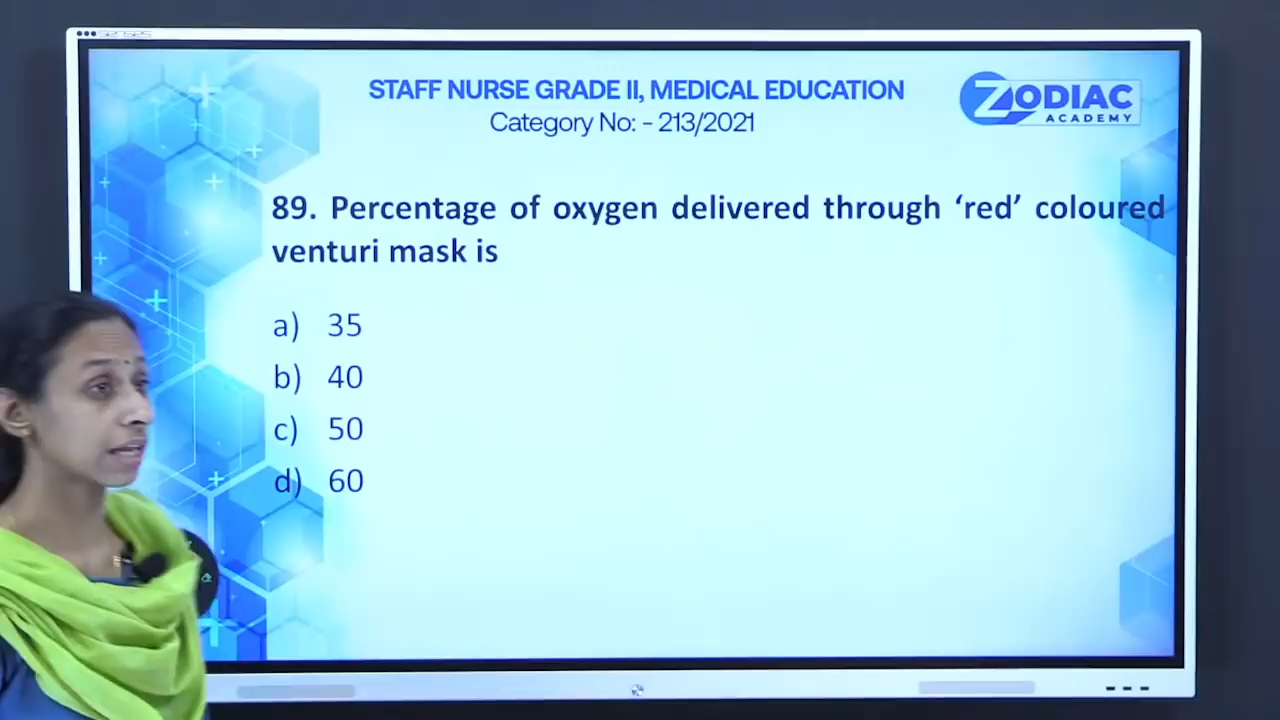 senses
STAFF NURSE GRADE II, MEDICAL EDUCATION
Category No: - 213/2021
ZODIAC
ACADEMY
89. Percentage of oxygen delivered through ‘red’ coloured
venturi mask is
a) 35
b) 40
c) 50
d) 60